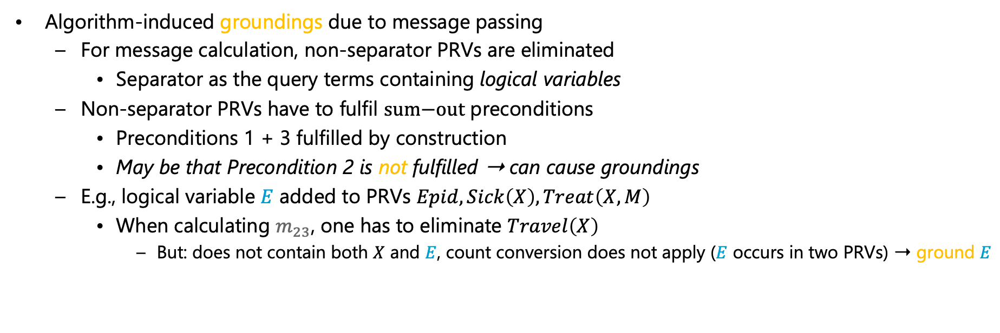 • Algorithm-induced groundings due to message passing
– For message calculation, non-separator PRVs are eliminated
• Separator as the query terms containing logical variables
– Non-separator PRVs have to fulfil sum−out preconditions
• Preconditions 1 + 3 fulfilled by construction
• May be that Precondition 2 is not fulfilled → can cause groundings
– E.g., logical variable E added to PRVs Epid, Sick(X), Treat(X, M)
• When calculating m₂₃, one has to eliminate Travel(X)
– But: does not contain both X and E, count conversion does not apply (E occurs in two PRVs) → ground E